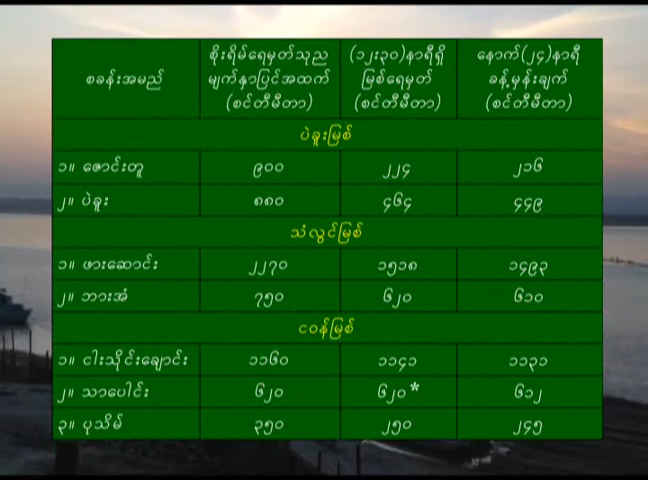 စခန်းအမည်
စိုးရိမ်ရေမှတ်သုည
မျက်နှာပြင်အထက်
(စင်တီမီတာ)
(၁၂း၃၀)နာရီရှိ
မြစ်ရေမှတ်
(စင်တီမီတာ)
နောက်(၂၄)နာရီ
ခန့်မှန်းချက်
(စင်တီမီတာ)
ပဲခူးမြစ်
၁။ ဇောင်းတူ ၉၀၀ ၂၂၄ ၂၁၆
၂။ ပဲခူး ၈၈၀ ၄၆၄ ၄၄၉
သံလွင်မြစ်
၁။ ဖားဆောင်း ၂၂၇၀ ၁၅၁၈ ၁၄၉၃
၂။ ဘားအံ ၇၅၀ ၆၂၀ ၆၁၀
ငဝန်မြစ်
၁။ ငါးသိုင်းချောင်း ၁၁၆၀ ၁၁၄၁ ၁၁၃၁
၂။ သာပေါင်း ၆၂၀ ၆၂၀* ၆၁၂
၃။ ပုသိမ် ၃၅၀ ၂၅၀ ၂၄၅